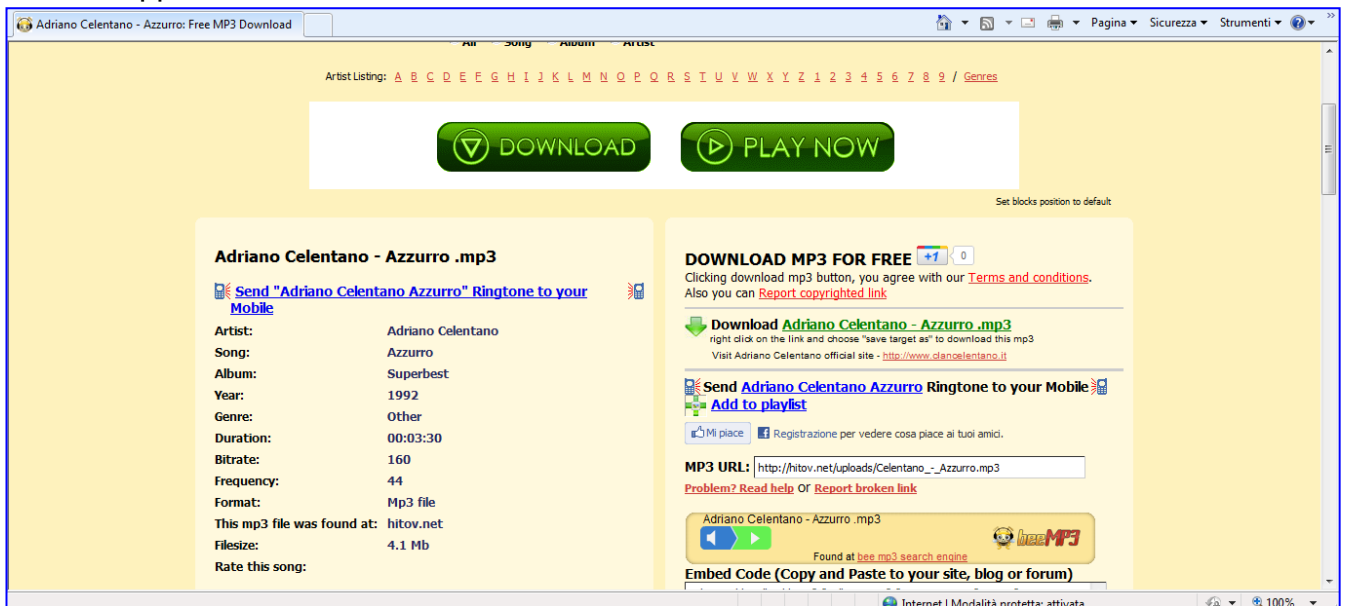 Adriano Celentano - Azzurro: Free MP3 Download
Pagina Sicurezza Strumenti
All Song Album Artist
Artist Listing: A B C D E F G H I J K L M N O P Q R S T U V W X Y Z 1 2 3 4 5 6 7 8 9 / Genres
DOWNLOAD PLAY NOW
Set blocks position to default
Adriano Celentano - Azzurro .mp3
Send "Adriano Celentano Azzurro" Ringtone to your
Mobile
Artist: Adriano Celentano
Song: Azzurro
Album: Superbest
Year: 1992
Genre: Other
Duration: 00:03:30
Bitrate: 160
Frequency: 44
Format: Mp3 file
This mp3 file was found at: hitov.net
Filesize: 4.1 Mb
Rate this song:
DOWNLOAD MP3 FOR FREE +1 0
Clicking download mp3 button, you agree with our Terms and conditions.
Also you can Report copyrighted link
Download Adriano Celentano - Azzurro .mp3
right click on the link and choose "save target as" to download this mp3
Visit Adriano Celentano official site - http://www.clancelentano.it
Send Adriano Celentano Azzurro Ringtone to your Mobile
Add to playlist
Mi piace Registrazione per vedere cosa piace ai tuoi amici.
MP3 URL: http://hitov.net/uploads/Celentano_-_Azzurro.mp3
Problem? Read help or Report broken link
Adriano Celentano - Azzurro .mp3
beeMP3
Found at bee mp3 search engine
Embed Code (Copy and Paste to your site, blog or forum)
Internet | Modalità protetta: attivata 100%